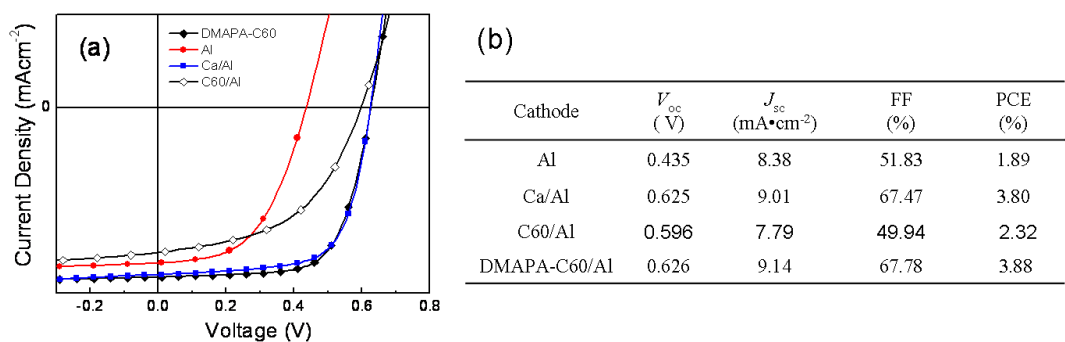 (a)
DMAPA-C60
Al
Ca/Al
C60/Al
Current Density (mAcm⁻²)
0
-0.2 0.0 0.2 0.4 0.6 0.8
Voltage (V)
(b)
Cathode V_oc (V) J_sc (mA•cm⁻²) FF (%) PCE (%)
Al 0.435 8.38 51.83 1.89
Ca/Al 0.625 9.01 67.47 3.80
C60/Al 0.596 7.79 49.94 2.32
DMAPA-C60/Al 0.626 9.14 67.78 3.88